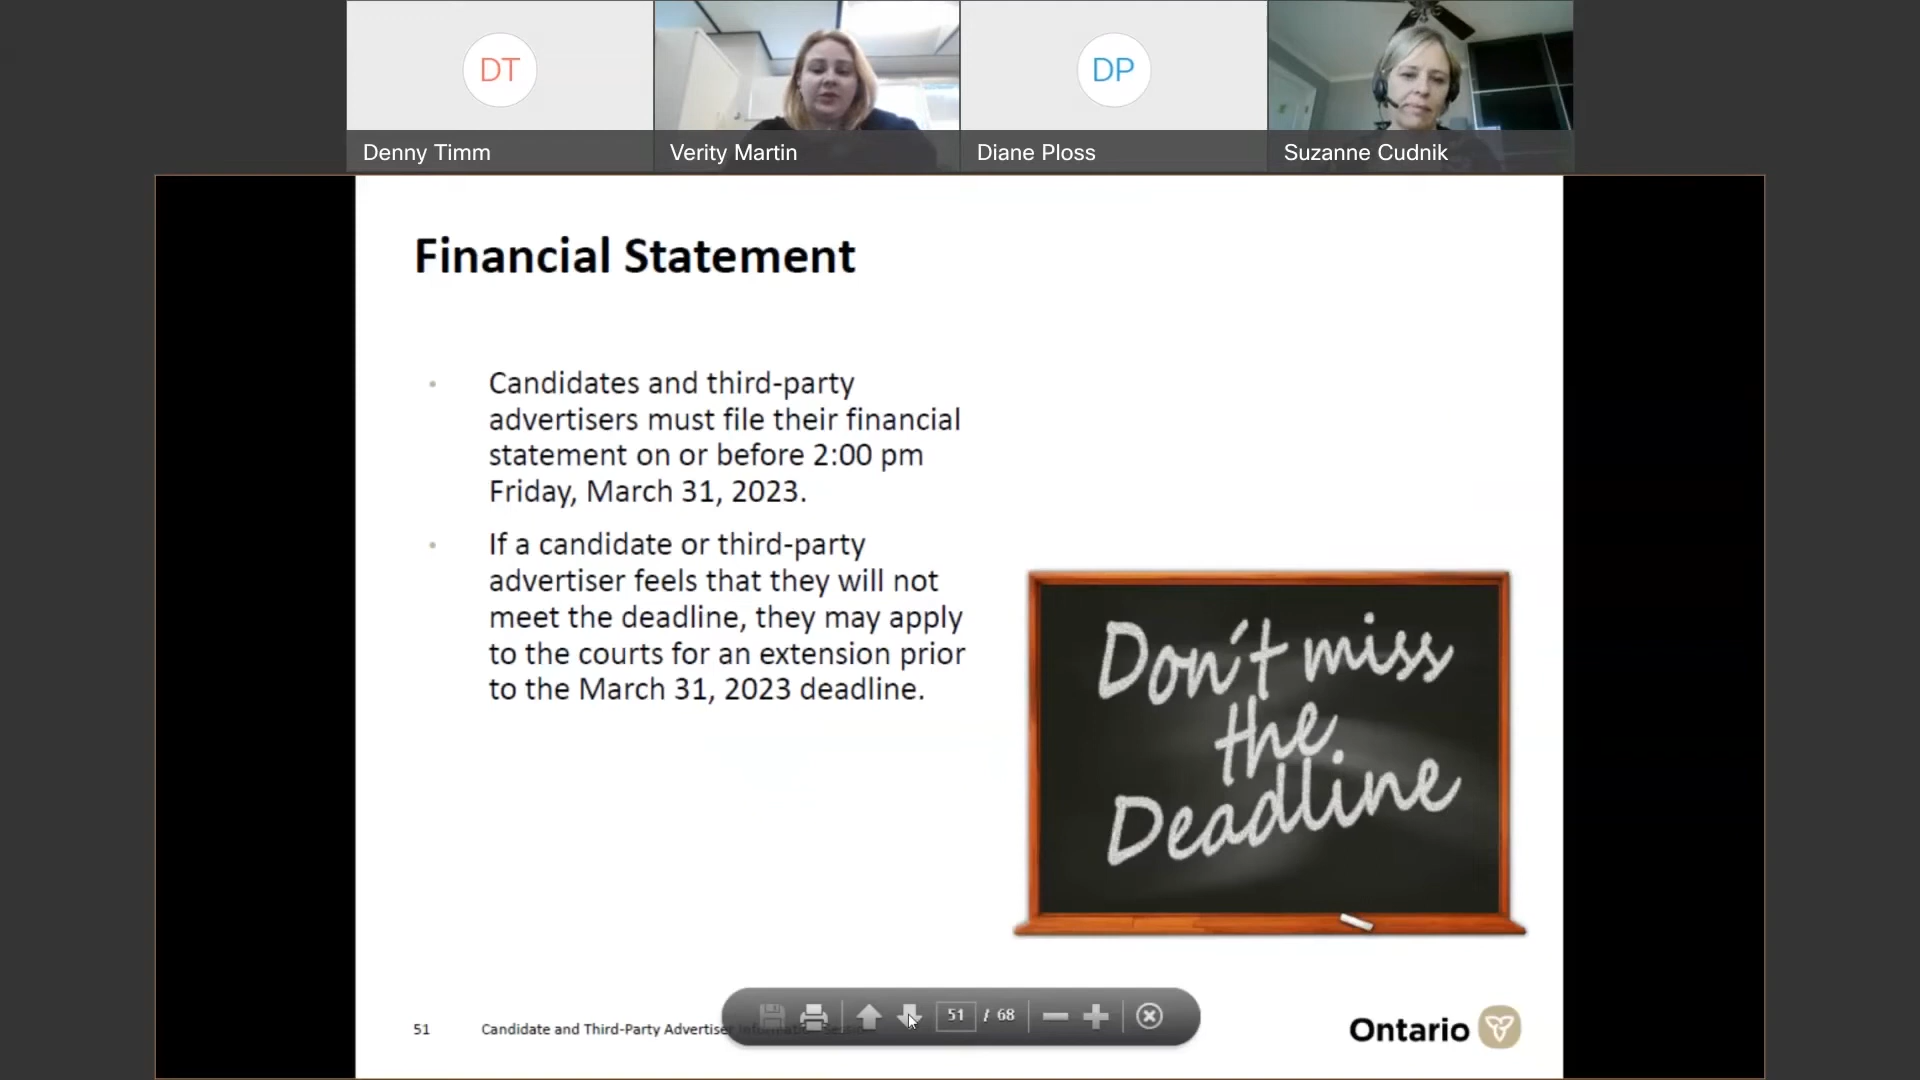 DT
DP
Denny Timm
Verity Martin
Diane Ploss
Suzanne Cudnik
Financial Statement
• Candidates and third-party
advertisers must file their financial
statement on or before 2:00 pm
Friday, March 31, 2023.
• If a candidate or third-party
advertiser feels that they will not
meet the deadline, they may apply
to the courts for an extension prior
to the March 31, 2023 deadline.
Don't miss
the
Deadline
51 / 68
51 Candidate and Third-Party Advertiser
Ontario